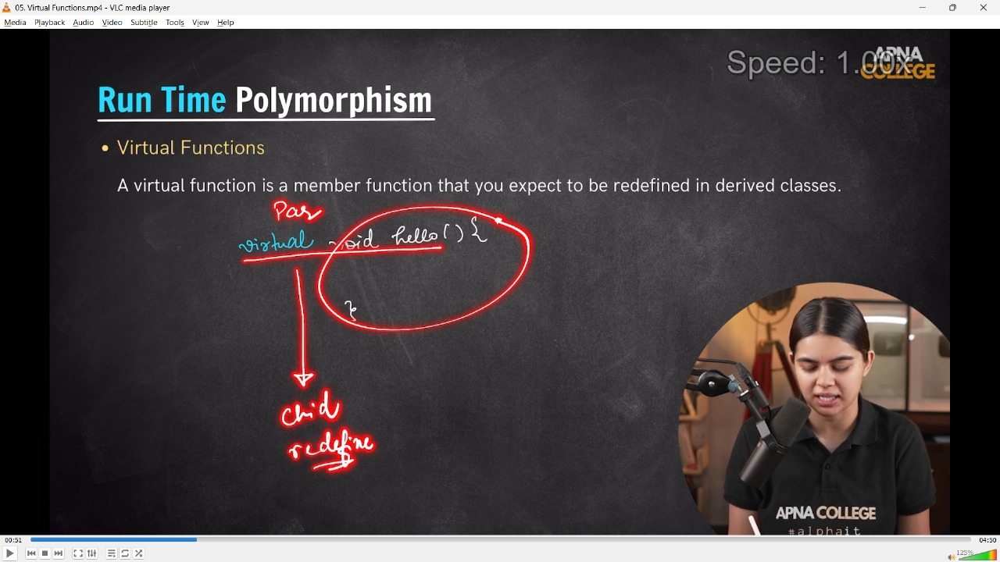 05. Virtual Functions.mp4 - VLC media player
Media Playback Audio Video Subtitle Tools View Help
Speed: 1.00x
APNA
COLLEGE
Run Time Polymorphism
• Virtual Functions
A virtual function is a member function that you expect to be redefined in derived classes.
Par
virtual void hello() {
}
Chid
redefine
APNA COLLEGE
#alphait
00:51
04:50
125%